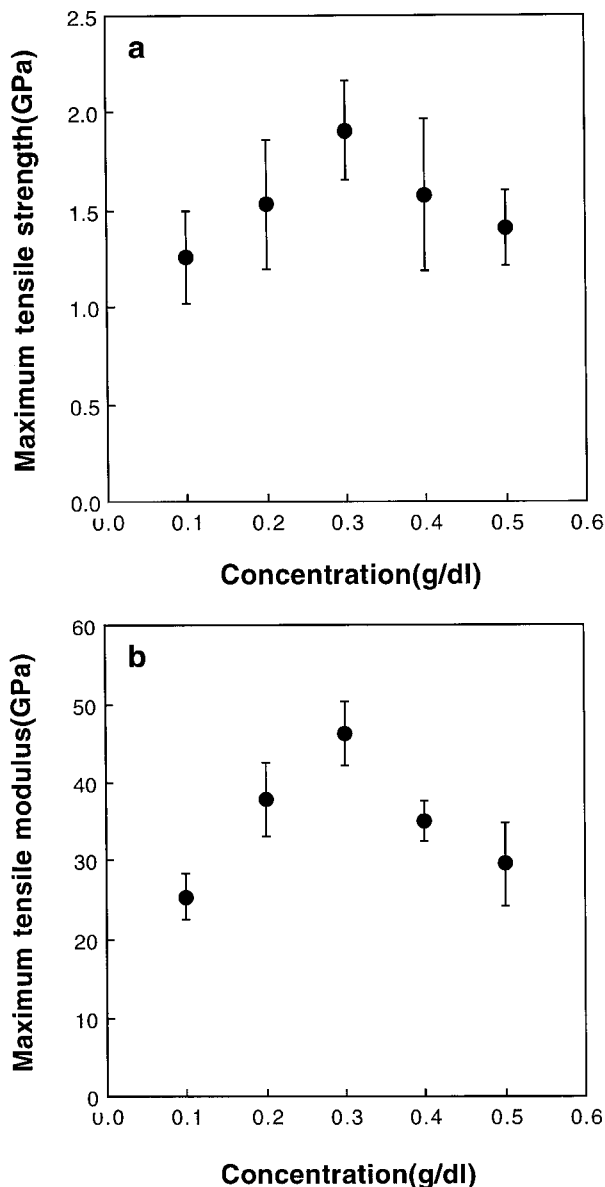 a
Maximum tensile strength(GPa)
2.5
2.0
1.5
1.0
0.5
0.0
0.0 0.1 0.2 0.3 0.4 0.5 0.6
Concentration(g/dl)
b
Maximum tensile modulus(GPa)
60
50
40
30
20
10
0
0.0 0.1 0.2 0.3 0.4 0.5 0.6
Concentration(g/dl)